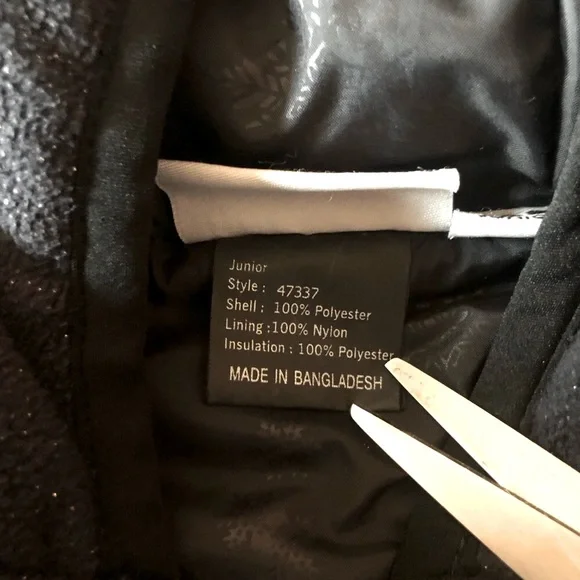 Junior
Style : 47337
Shell : 100% Polyester
Lining :100% Nylon
Insulation : 100% Polyester
MADE IN BANGLADESH